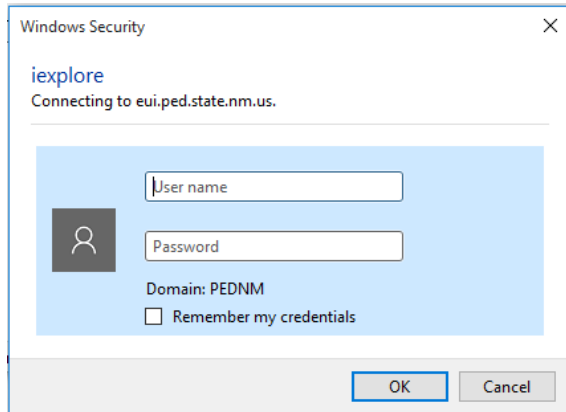 Windows Security
iexplore
Connecting to eui.ped.state.nm.us.
User name
Password
Domain: PEDNM
Remember my credentials
OK Cancel